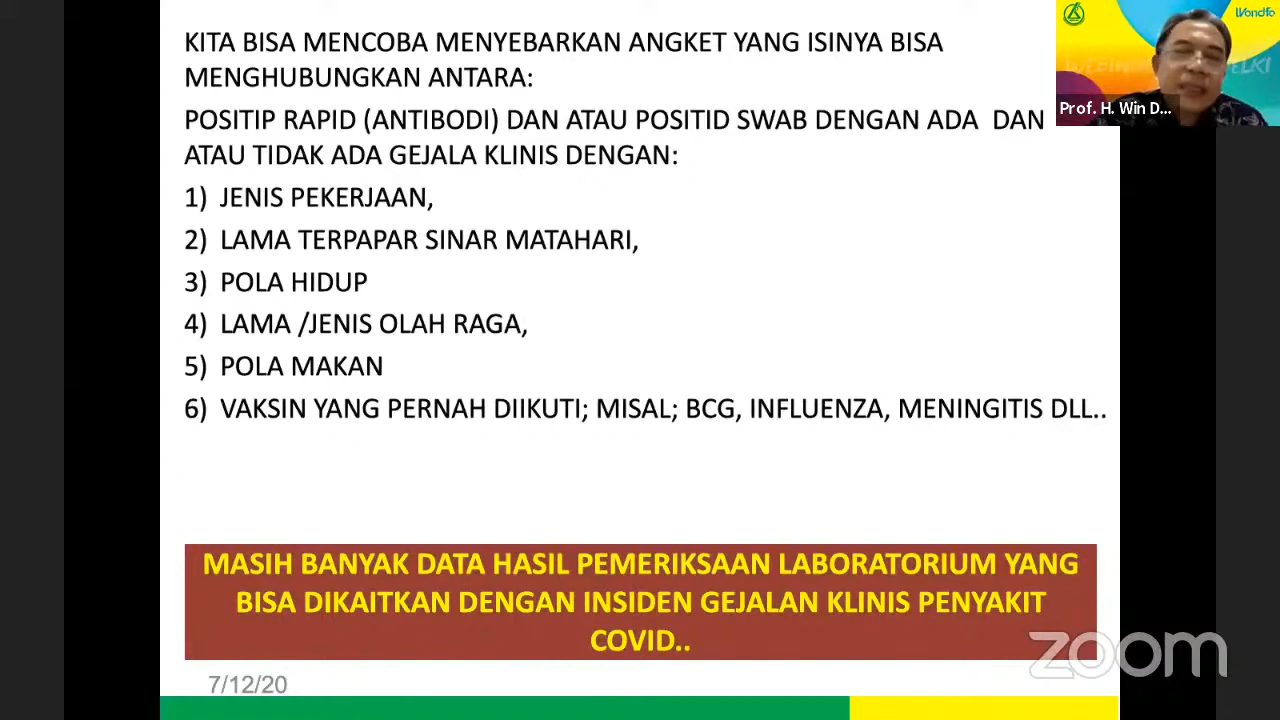 KITA BISA MENCOBA MENYEBARKAN ANGKET YANG ISINYA BISA
MENGHUBUNGKAN ANTARA:
POSITIP RAPID (ANTIBODI) DAN ATAU POSITID SWAB DENGAN ADA DAN
ATAU TIDAK ADA GEJALA KLINIS DENGAN:
1) JENIS PEKERJAAN,
2) LAMA TERPAPAR SINAR MATAHARI,
3) POLA HIDUP
4) LAMA /JENIS OLAH RAGA,
5) POLA MAKAN
6) VAKSIN YANG PERNAH DIIKUTI; MISAL; BCG, INFLUENZA, MENINGITIS DLL..
MASIH BANYAK DATA HASIL PEMERIKSAAN LABORATORIUM YANG
BISA DIKAITKAN DENGAN INSIDEN GEJALAN KLINIS PENYAKIT
COVID..
7/12/20
Wondfo
Prof. H. Win D...
zoom